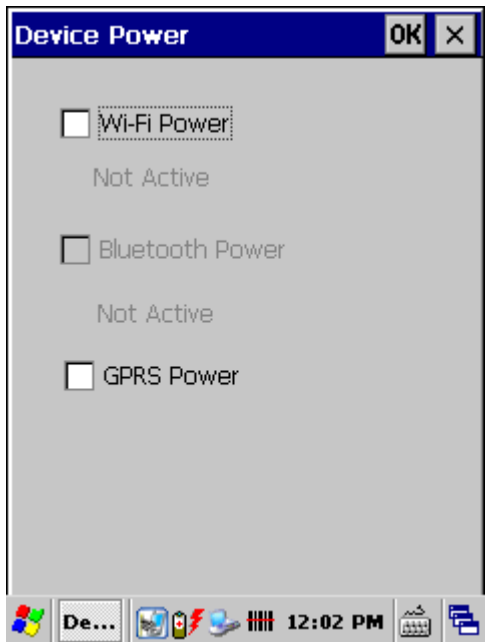 Device Power OK ×
Wi-Fi Power
Not Active
Bluetooth Power
Not Active
GPRS Power
De... 12:02 PM